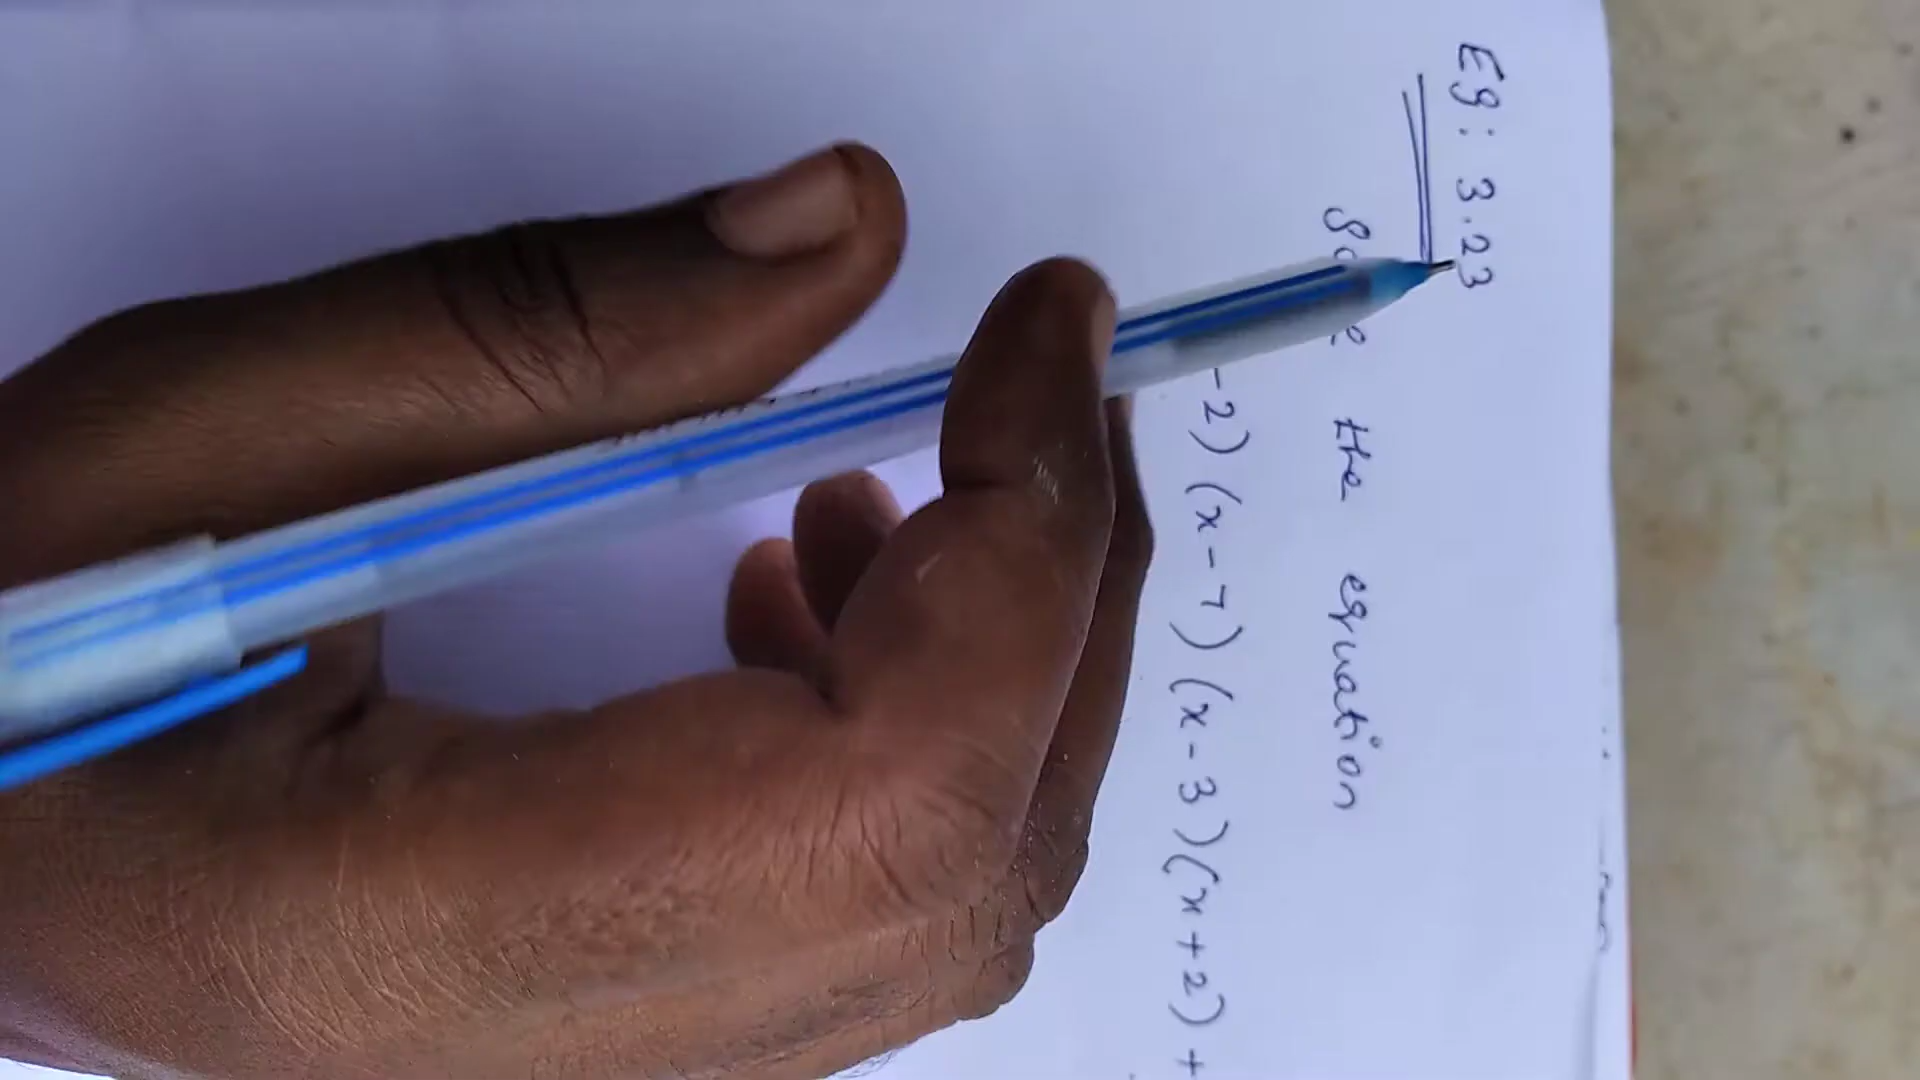 Eg: 3.23
the equation
-2) (x-7) (x-3) (x+2) +